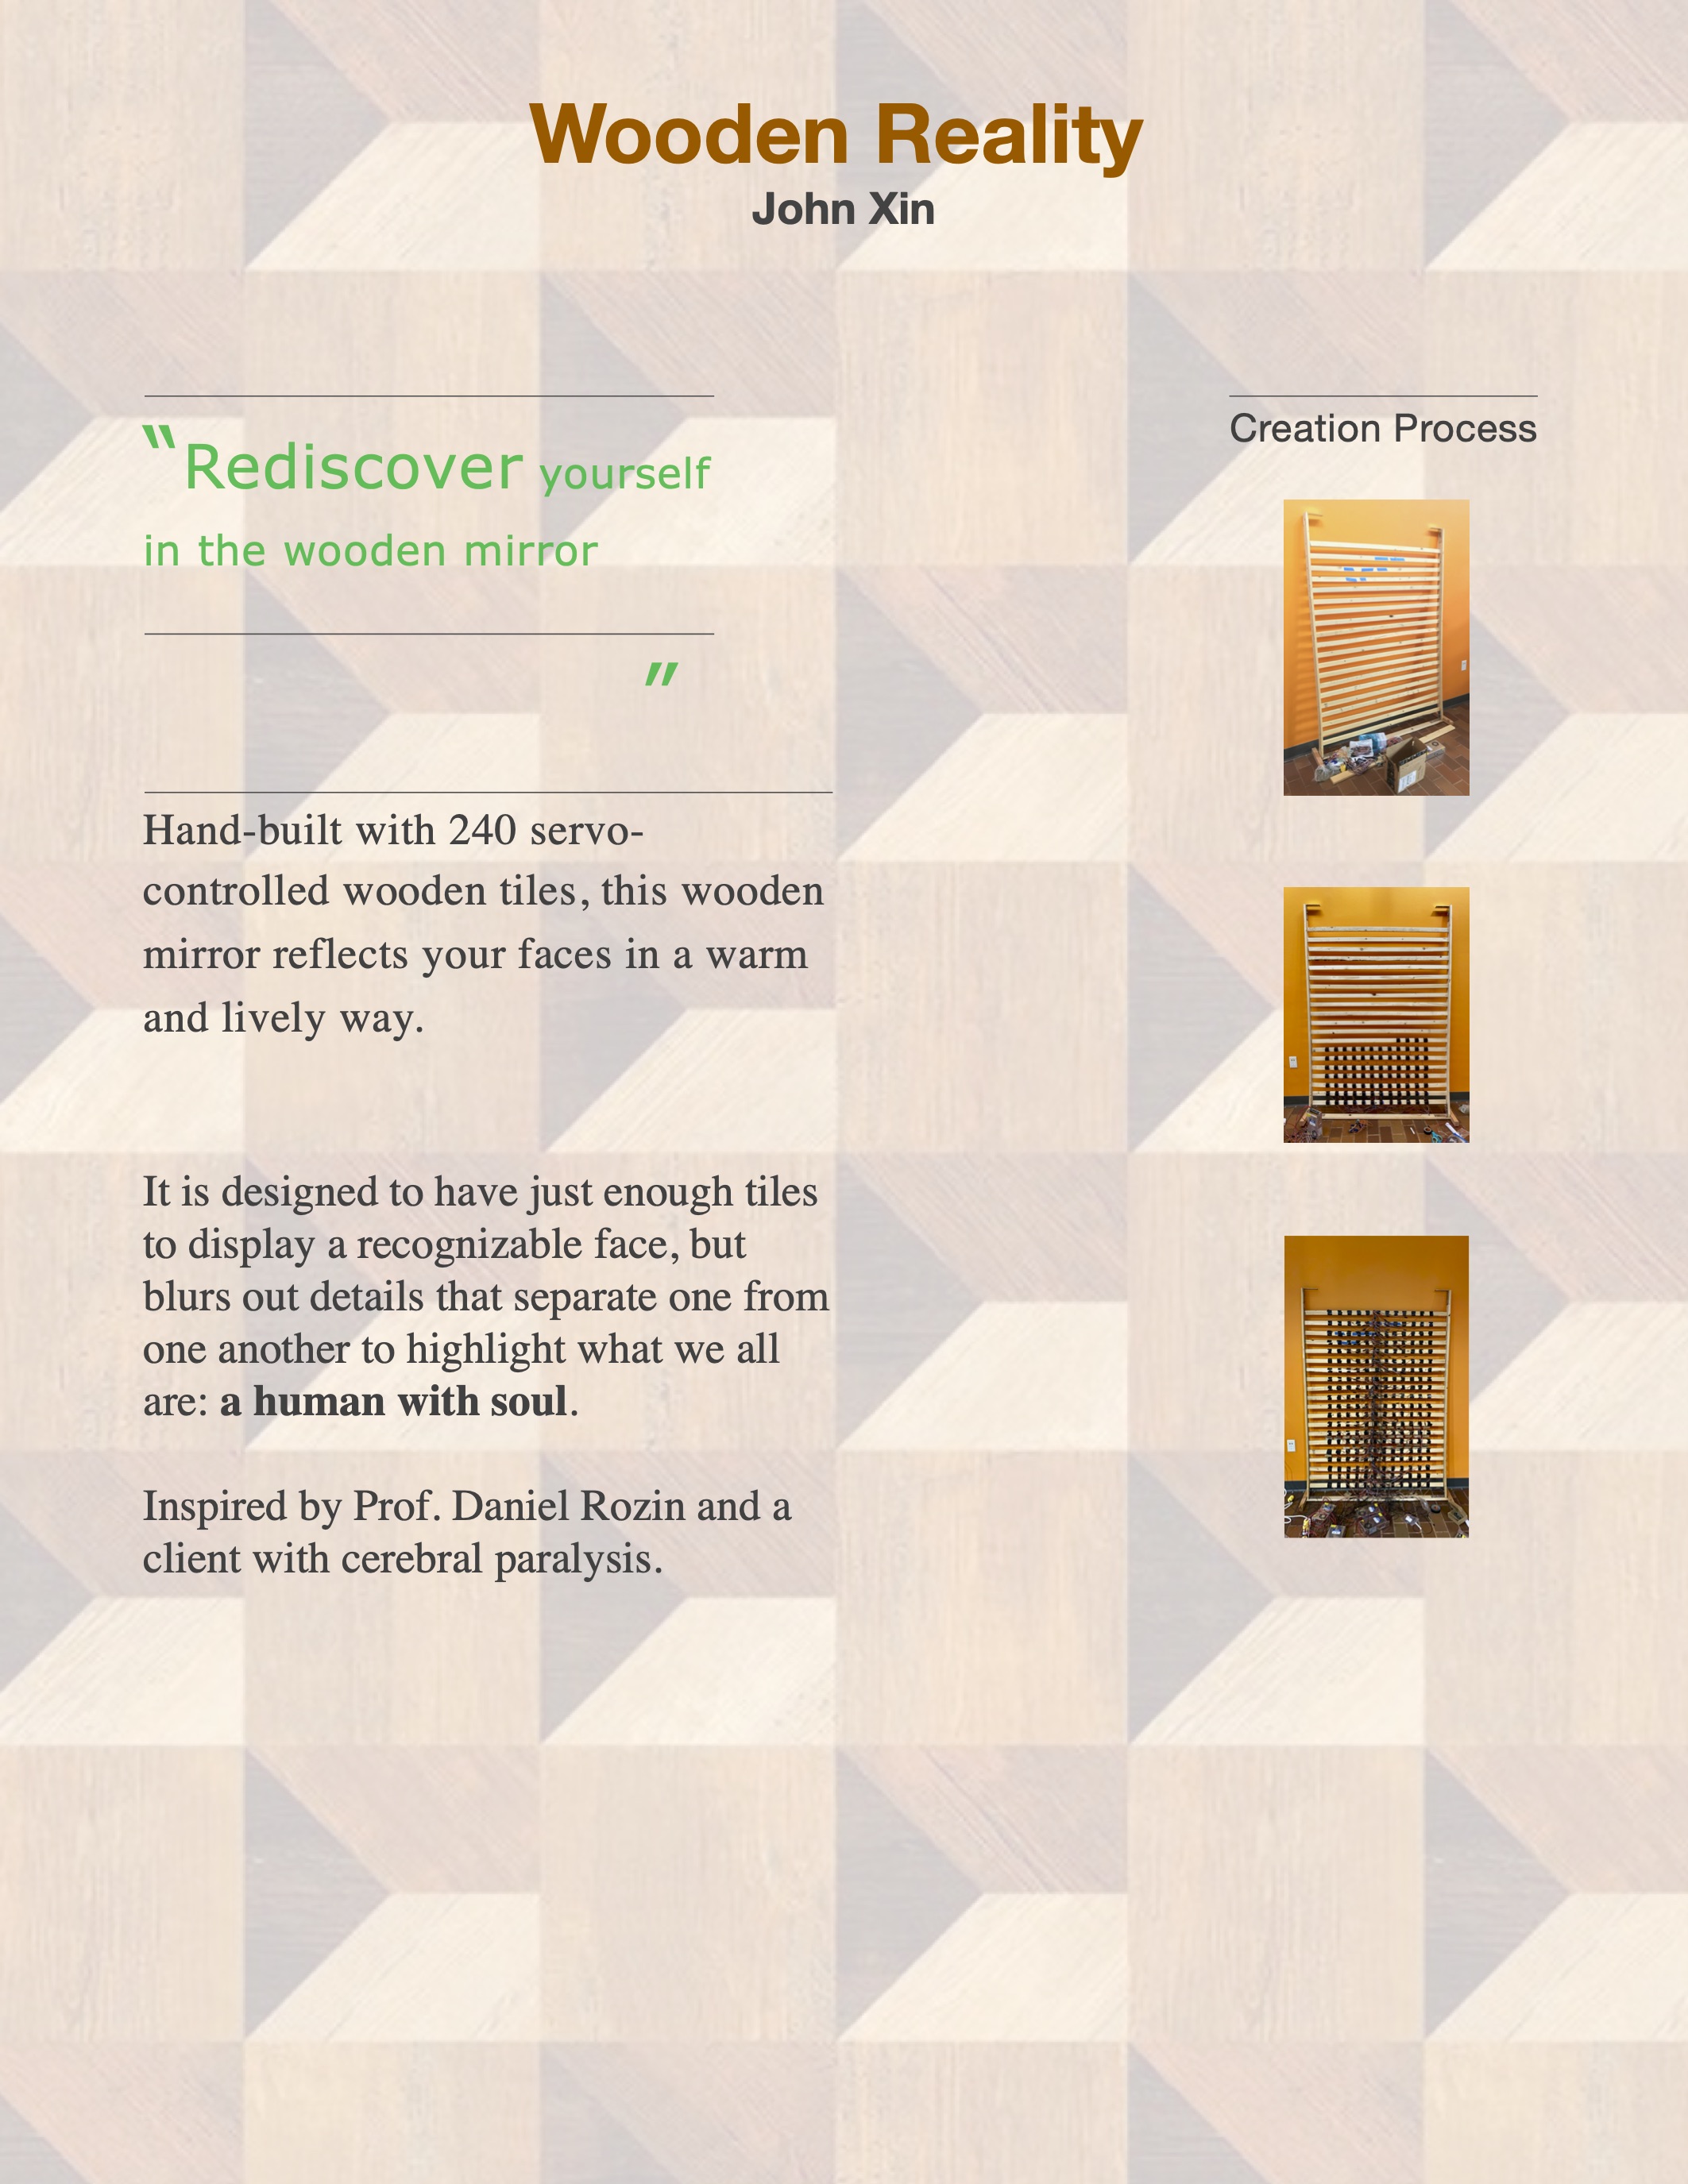 Wooden Reality
John Xin
“Rediscover yourself
in the wooden mirror
”
Hand-built with 240 servo-
controlled wooden tiles, this wooden
mirror reflects your faces in a warm
and lively way.
It is designed to have just enough tiles
to display a recognizable face, but
blurs out details that separate one from
one another to highlight what we all
are: a human with soul.
Inspired by Prof. Daniel Rozin and a
client with cerebral paralysis.
Creation Process